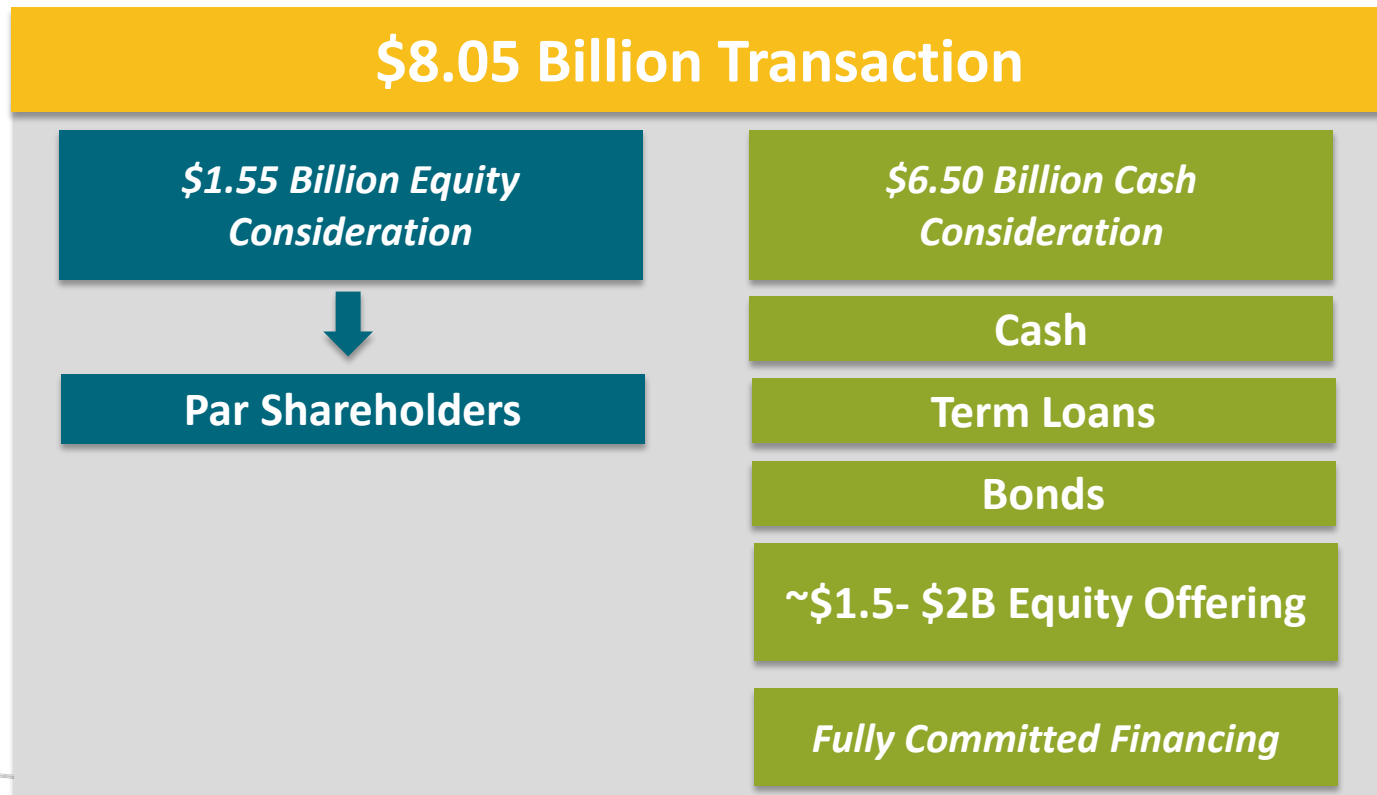 $8.05 Billion Transaction
$1.55 Billion Equity
Consideration
Par Shareholders
$6.50 Billion Cash
Consideration
Cash
Term Loans
Bonds
~$1.5- $2B Equity Offering
Fully Committed Financing